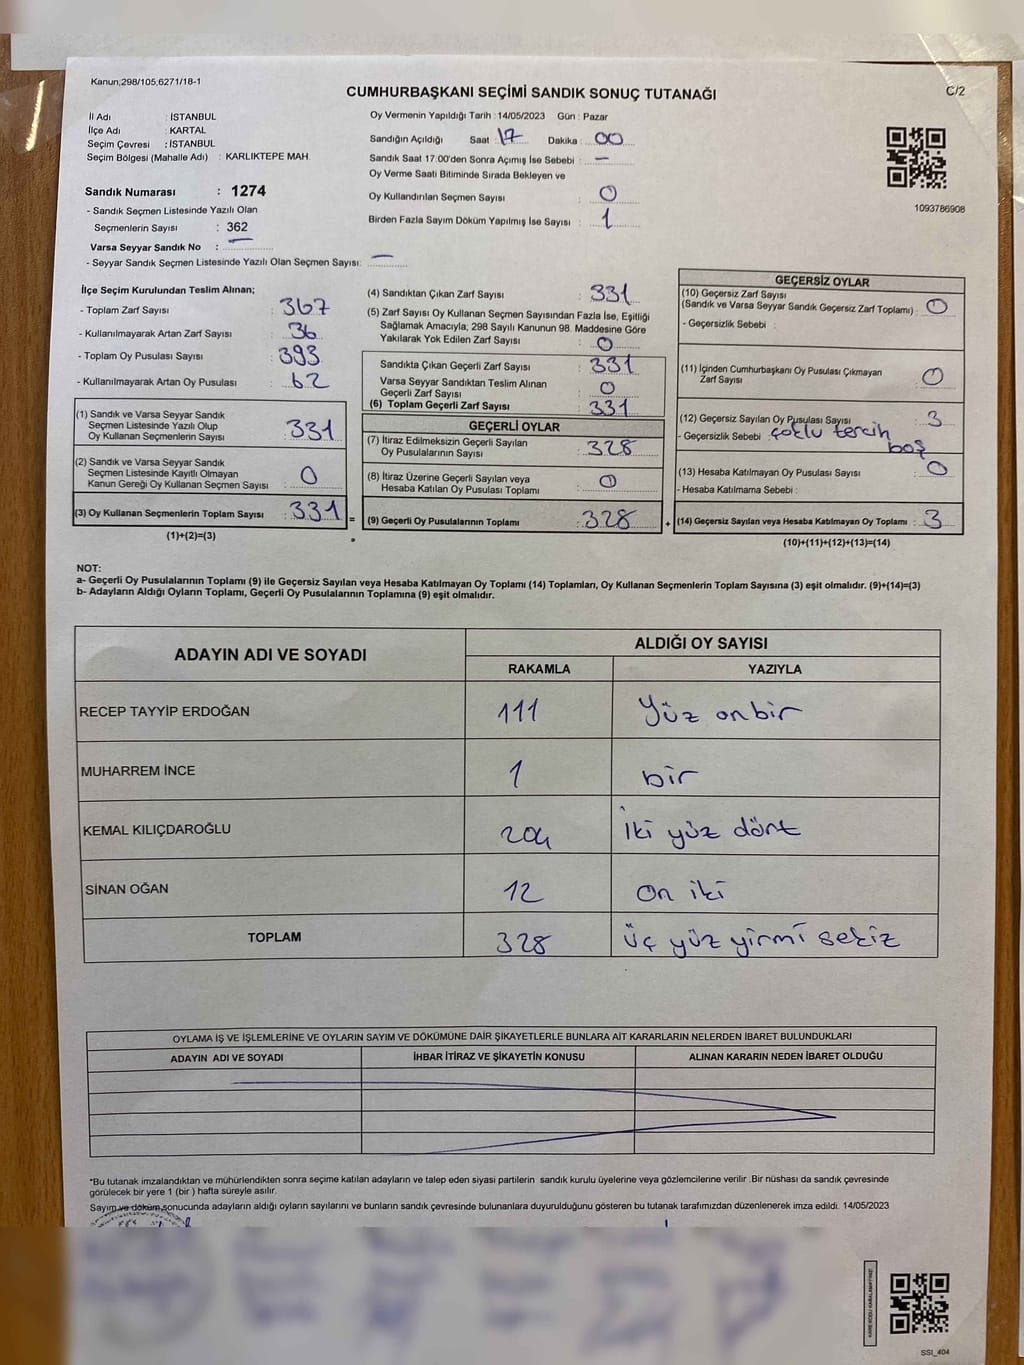 Kanun;298/105;6271/18-1
CUMHURBAŞKANI SEÇİMİ SANDIK SONUÇ TUTANAĞI
C/2
İl Adı : İSTANBUL
İlçe Adı : KARTAL
Seçim Çevresi : İSTANBUL
Seçim Bölgesi (Mahalle Adı) : KARLIKTEPE MAH.
Sandık Numarası : 1274
- Sandık Seçmen Listesinde Yazılı Olan
Seçmenlerin Sayısı : 362
Varsa Seyyar Sandık No : —
- Seyyar Sandık Seçmen Listesinde Yazılı Olan Seçmen Sayısı: —
Oy Vermenin Yapıldığı Tarih : 14/05/2023 Gün : Pazar
Sandığın Açıldığı Saat : 17 Dakika : 00
Sandık Saat 17:00'den Sonra Açımış İse Sebebi : —
Oy Verme Saati Bitiminde Sırada Bekleyen ve
Oy Kullandırılan Seçmen Sayısı : 0
Birden Fazla Sayım Döküm Yapılmış İse Sayısı : 1
1093786908
İlçe Seçim Kurulundan Teslim Alınan;
- Toplam Zarf Sayısı : 367
- Kullanılmayarak Artan Zarf Sayısı : 36
- Toplam Oy Pusulası Sayısı : 393
- Kullanılmayarak Artan Oy Pusulası : 62
(1) Sandık ve Varsa Seyyar Sandık
Seçmen Listesinde Yazılı Olup
Oy Kullanan Seçmenlerin Sayısı : 331
(2) Sandık ve Varsa Seyyar Sandık
Seçmen Listesinde Kayıtlı Olmayan
Kanun Gereği Oy Kullanan Seçmen Sayısı : 0
(3) Oy Kullanan Seçmenlerin Toplam Sayısı : 331
(1)+(2)=(3)
=
(4) Sandıktan Çıkan Zarf Sayısı : 331
(5) Zarf Sayısı Oy Kullanan Seçmen Sayısından Fazla İse, Eşitliği
Sağlamak Amacıyla; 298 Sayılı Kanunun 98. Maddesine Göre
Yakılarak Yok Edilen Zarf Sayısı : 0
Sandıkta Çıkan Geçerli Zarf Sayısı : 331
Varsa Seyyar Sandıktan Teslim Alınan
Geçerli Zarf Sayısı : 0
(6) Toplam Geçerli Zarf Sayısı : 331
GEÇERLİ OYLAR
(7) İtiraz Edilmeksizin Geçerli Sayılan
Oy Pusulalarının Sayısı : 328
(8) İtiraz Üzerine Geçerli Sayılan veya
Hesaba Katılan Oy Pusulası Toplamı : 0
(9) Geçerli Oy Pusulalarının Toplamı : 328
+
GEÇERSİZ OYLAR
(10) Geçersiz Zarf Sayısı
(Sandık ve Varsa Seyyar Sandık Geçersiz Zarf Toplamı) : 0
- Geçersizlik Sebebi :
(11) İçinden Cumhurbaşkanı Oy Pusulası Çıkmayan
Zarf Sayısı : 0
(12) Geçersiz Sayılan Oy Pusulası Sayısı : 3
- Geçersizlik Sebebi : çoklu tercih
boş
(13) Hesaba Katılmayan Oy Pusulası Sayısı : 0
- Hesaba Katılmama Sebebi :
(14) Geçersiz Sayılan veya Hesaba Katılmayan Oy Toplamı : 3
(10)+(11)+(12)+(13)=(14)
NOT:
a- Geçerli Oy Pusulalarının Toplamı (9) ile Geçersiz Sayılan veya Hesaba Katılmayan Oy Toplamı (14) Toplamları, Oy Kullanan Seçmenlerin Toplam Sayısına (3) eşit olmalıdır. (9)+(14)=(3)
b- Adayların Aldığı Oyların Toplamı, Geçerli Oy Pusulalarının Toplamına (9) eşit olmalıdır.
ADAYIN ADI VE SOYADI
ALDIĞI OY SAYISI
RAKAMLA YAZIYLA
RECEP TAYYİP ERDOĞAN 111 Yüz onbir
MUHARREM İNCE 1 bir
KEMAL KILIÇDAROĞLU 204 İki yüz dört
SİNAN OĞAN 12 on iki
TOPLAM 328 üç yüz yirmi sekiz
OYLAMA İŞ VE İŞLEMLERİNE VE OYLARIN SAYIM VE DÖKÜMÜNE DAİR ŞİKAYETLERLE BUNLARA AİT KARARLARIN NELERDEN İBARET BULUNDUKLARI
ADAYIN ADI VE SOYADI İHBAR İTİRAZ VE ŞİKAYETİN KONUSU ALINAN KARARIN NEDEN İBARET OLDUĞU
*Bu tutanak imzalandıktan ve mühürlendikten sonra seçime katılan adayların ve talep eden siyasi partilerin sandık kurulu üyelerine veya gözlemcilerine verilir .Bir nüshası da sandık çevresinde
görülecek bir yere 1 (bir ) hafta süreyle asılır.
Sayım ve döküm sonucunda adayların aldığı oyların sayılarını ve bunların sandık çevresinde bulunanlara duyurulduğunu gösteren bu tutanak tarafımızdan düzenlenerek imza edildi. 14/05/2023
SSI_404